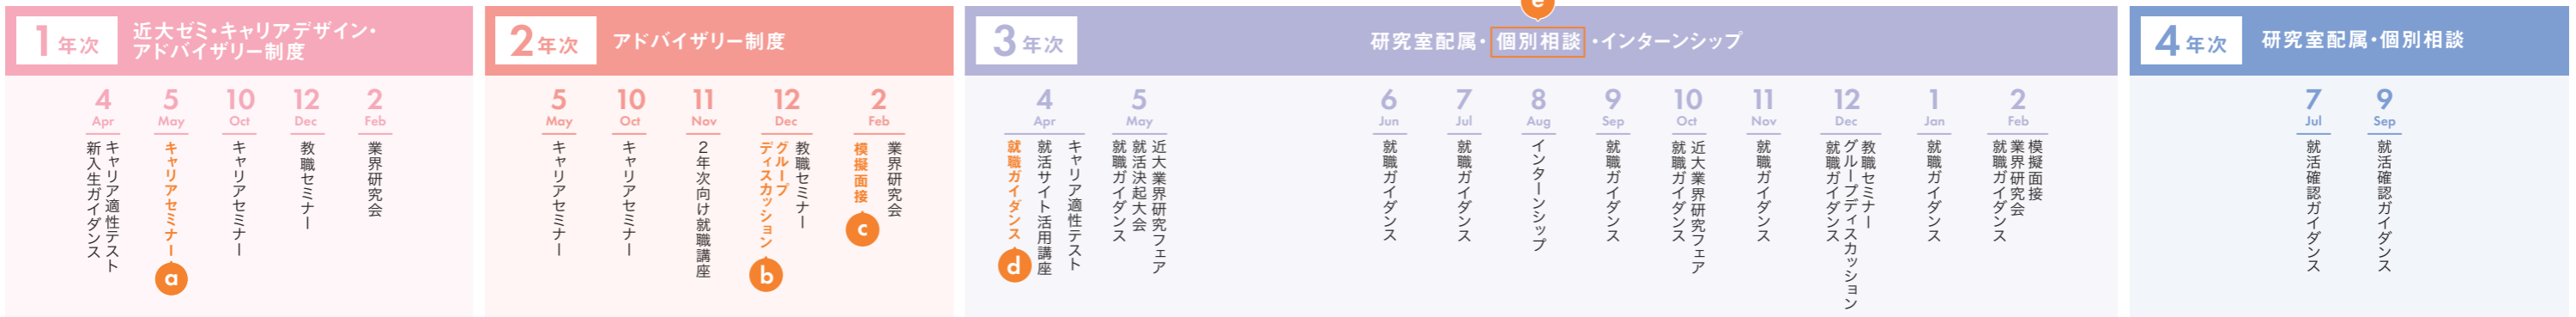 1年次
近大ゼミ・キャリアデザイン・
アドバイザリー制度
4
Apr
キャリア適性テスト
新入生ガイダンス
5
May
キャリアセミナー
a
10
Oct
キャリアセミナー
12
Dec
教職セミナー
2
Feb
業界研究会
2年次
アドバイザリー制度
5
May
キャリアセミナー
10
Oct
キャリアセミナー
11
Nov
2年次向け就職講座
12
Dec
教職セミナー
グループ
ディスカッション
b
2
Feb
業界研究会
模擬面接
c
3年次
e
研究室配属・個別相談・インターンシップ
4
Apr
キャリア適性テスト
就活サイト活用講座
就職ガイダンス
d
5
May
近大業界研究フェア
就活決起大会
就職ガイダンス
6
Jun
就職ガイダンス
7
Jul
就職ガイダンス
8
Aug
インターンシップ
9
Sep
就職ガイダンス
10
Oct
近大業界研究フェア
就職ガイダンス
11
Nov
就職ガイダンス
12
Dec
教職セミナー
グループディスカッション
就職ガイダンス
1
Jan
就職ガイダンス
2
Feb
模擬面接
業界研究会
就職ガイダンス
4年次
研究室配属・個別相談
7
Jul
就活確認ガイダンス
9
Sep
就活確認ガイダンス